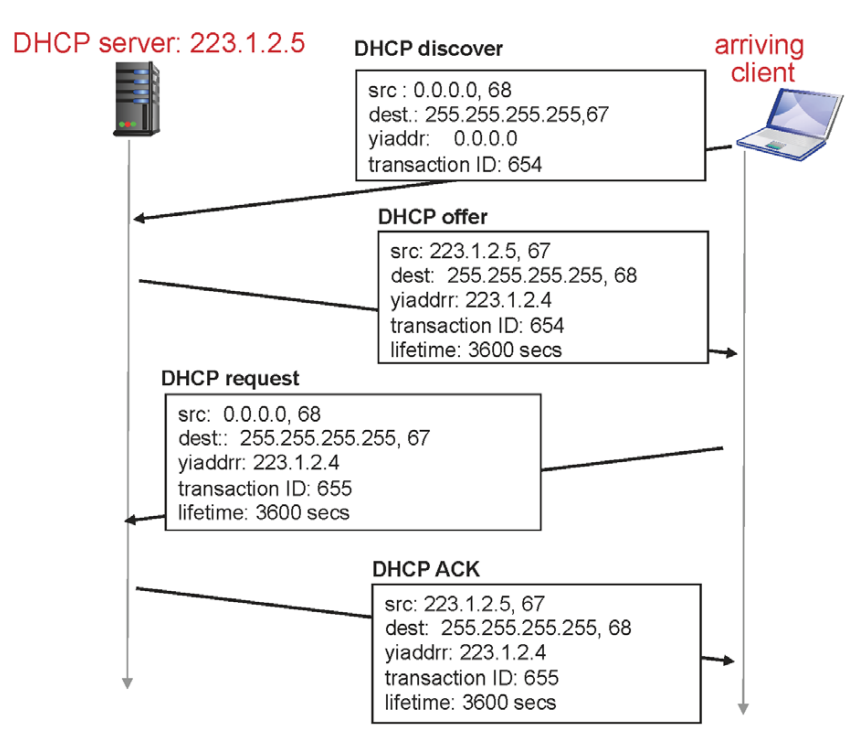 DHCP server: 223.1.2.5
arriving
client
DHCP discover
src : 0.0.0.0, 68
dest.: 255.255.255.255,67
yiaddr: 0.0.0.0
transaction ID: 654
DHCP offer
src: 223.1.2.5, 67
dest: 255.255.255.255, 68
yiaddrr: 223.1.2.4
transaction ID: 654
lifetime: 3600 secs
DHCP request
src: 0.0.0.0, 68
dest:: 255.255.255.255, 67
yiaddrr: 223.1.2.4
transaction ID: 655
lifetime: 3600 secs
DHCP ACK
src: 223.1.2.5, 67
dest: 255.255.255.255, 68
yiaddrr: 223.1.2.4
transaction ID: 655
lifetime: 3600 secs